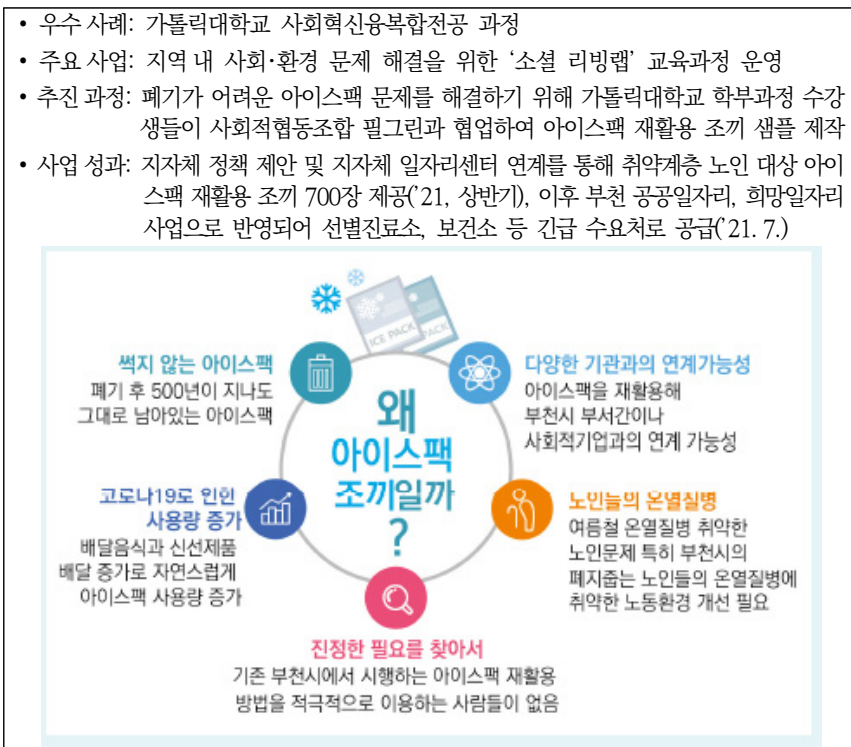 • 우수 사례: 가톨릭대학교 사회혁신융복합전공 과정
• 주요 사업: 지역 내 사회·환경 문제 해결을 위한 ‘소셜 리빙랩’ 교육과정 운영
• 추진 과정: 폐기가 어려운 아이스팩 문제를 해결하기 위해 가톨릭대학교 학부과정 수강
생들이 사회적협동조합 필그린과 협업하여 아이스팩 재활용 조끼 샘플 제작
• 사업 성과: 지자체 정책 제안 및 지자체 일자리센터 연계를 통해 취약계층 노인 대상 아이
스팩 재활용 조끼 700장 제공(’21, 상반기), 이후 부천 공공일자리, 희망일자리
사업으로 반영되어 선별진료소, 보건소 등 긴급 수요처로 공급(’21. 7.)
ICE PACK
PACK
썩지 않는 아이스팩
폐기 후 500년이 지나도
그대로 남아있는 아이스팩
다양한 기관과의 연계가능성
아이스팩을 재활용해
부천시 부서간이나
사회적기업과의 연계 가능성
왜
아이스팩
조끼일까
?
코로나19로 인한
사용량 증가
배달음식과 신선제품
배달 증가로 자연스럽게
아이스팩 사용량 증가
노인들의 온열질병
여름철 온열질병 취약한
노인문제 특히 부천시의
폐지줍는 노인들의 온열질병에
취약한 노동환경 개선 필요
진정한 필요를 찾아서
기존 부천시에서 시행하는 아이스팩 재활용
방법을 적극적으로 이용하는 사람들이 없음